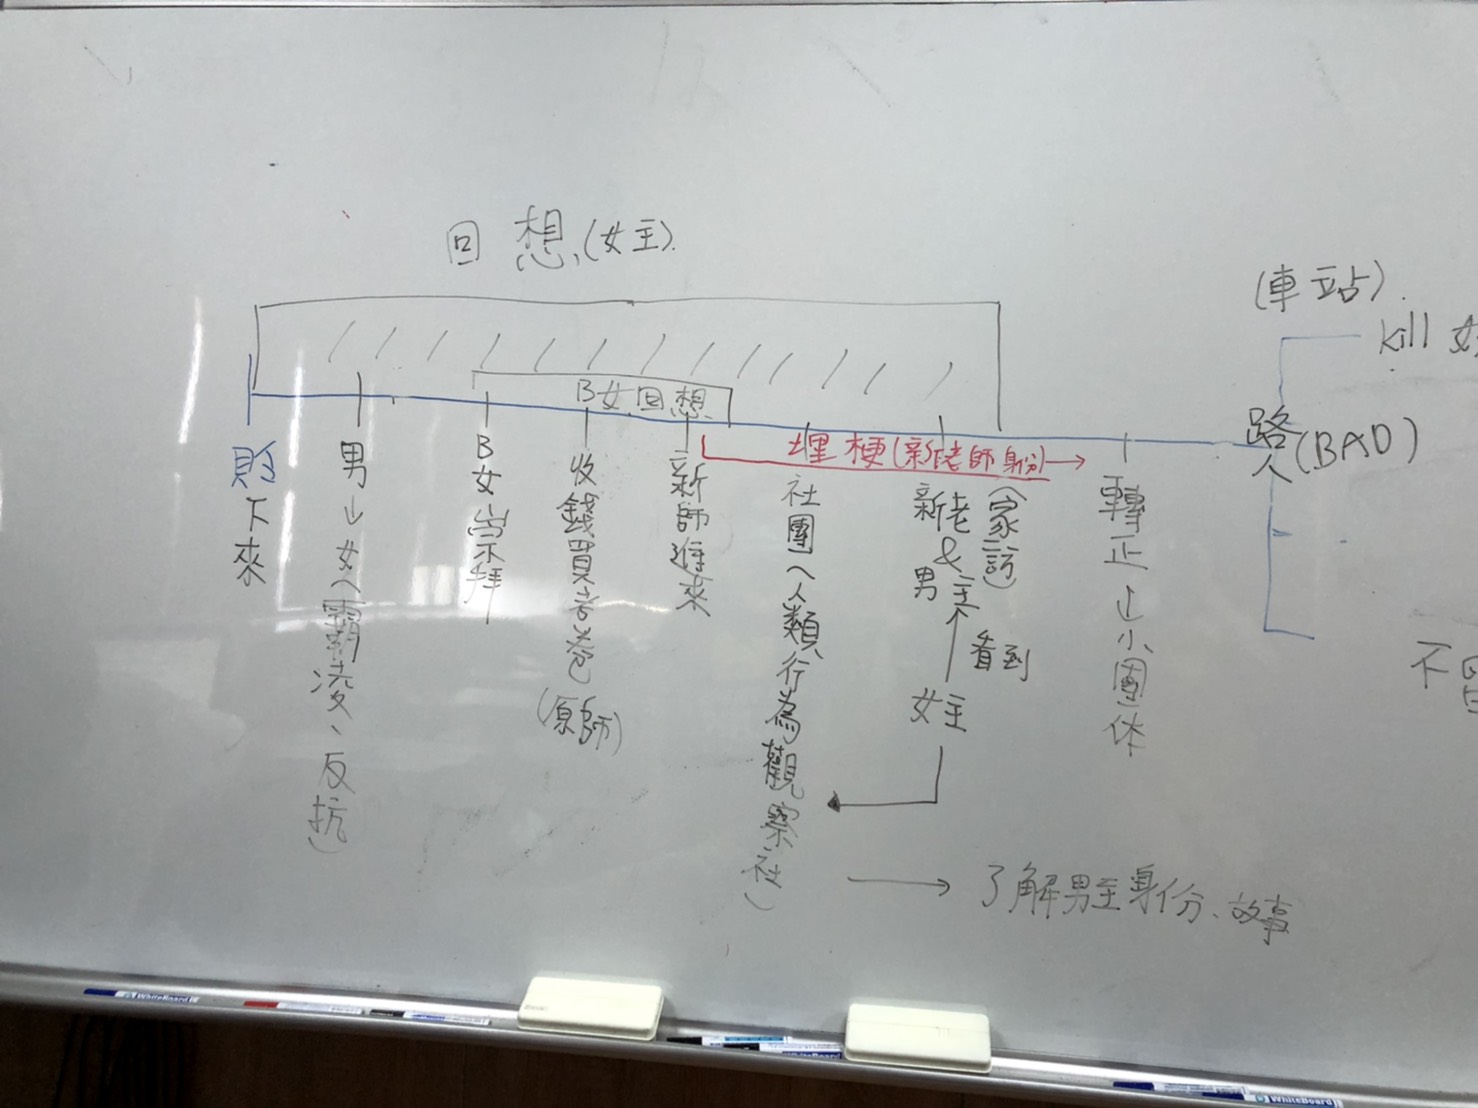 回想(女主)
B女回想
埋梗(新老師身份)→
下來
男↓女(霸凌、反抗)
B女崇拜
收錢買考卷(原師)
新師進來
社團(人類行為觀察社)
新老&男主
(家訪)
看到
女主
轉正↓小團体
→了解男主身份、故事
(車站)
kill 女
路人(BAD)
不
WhiteBoard
WhiteBoard
WhiteBoard